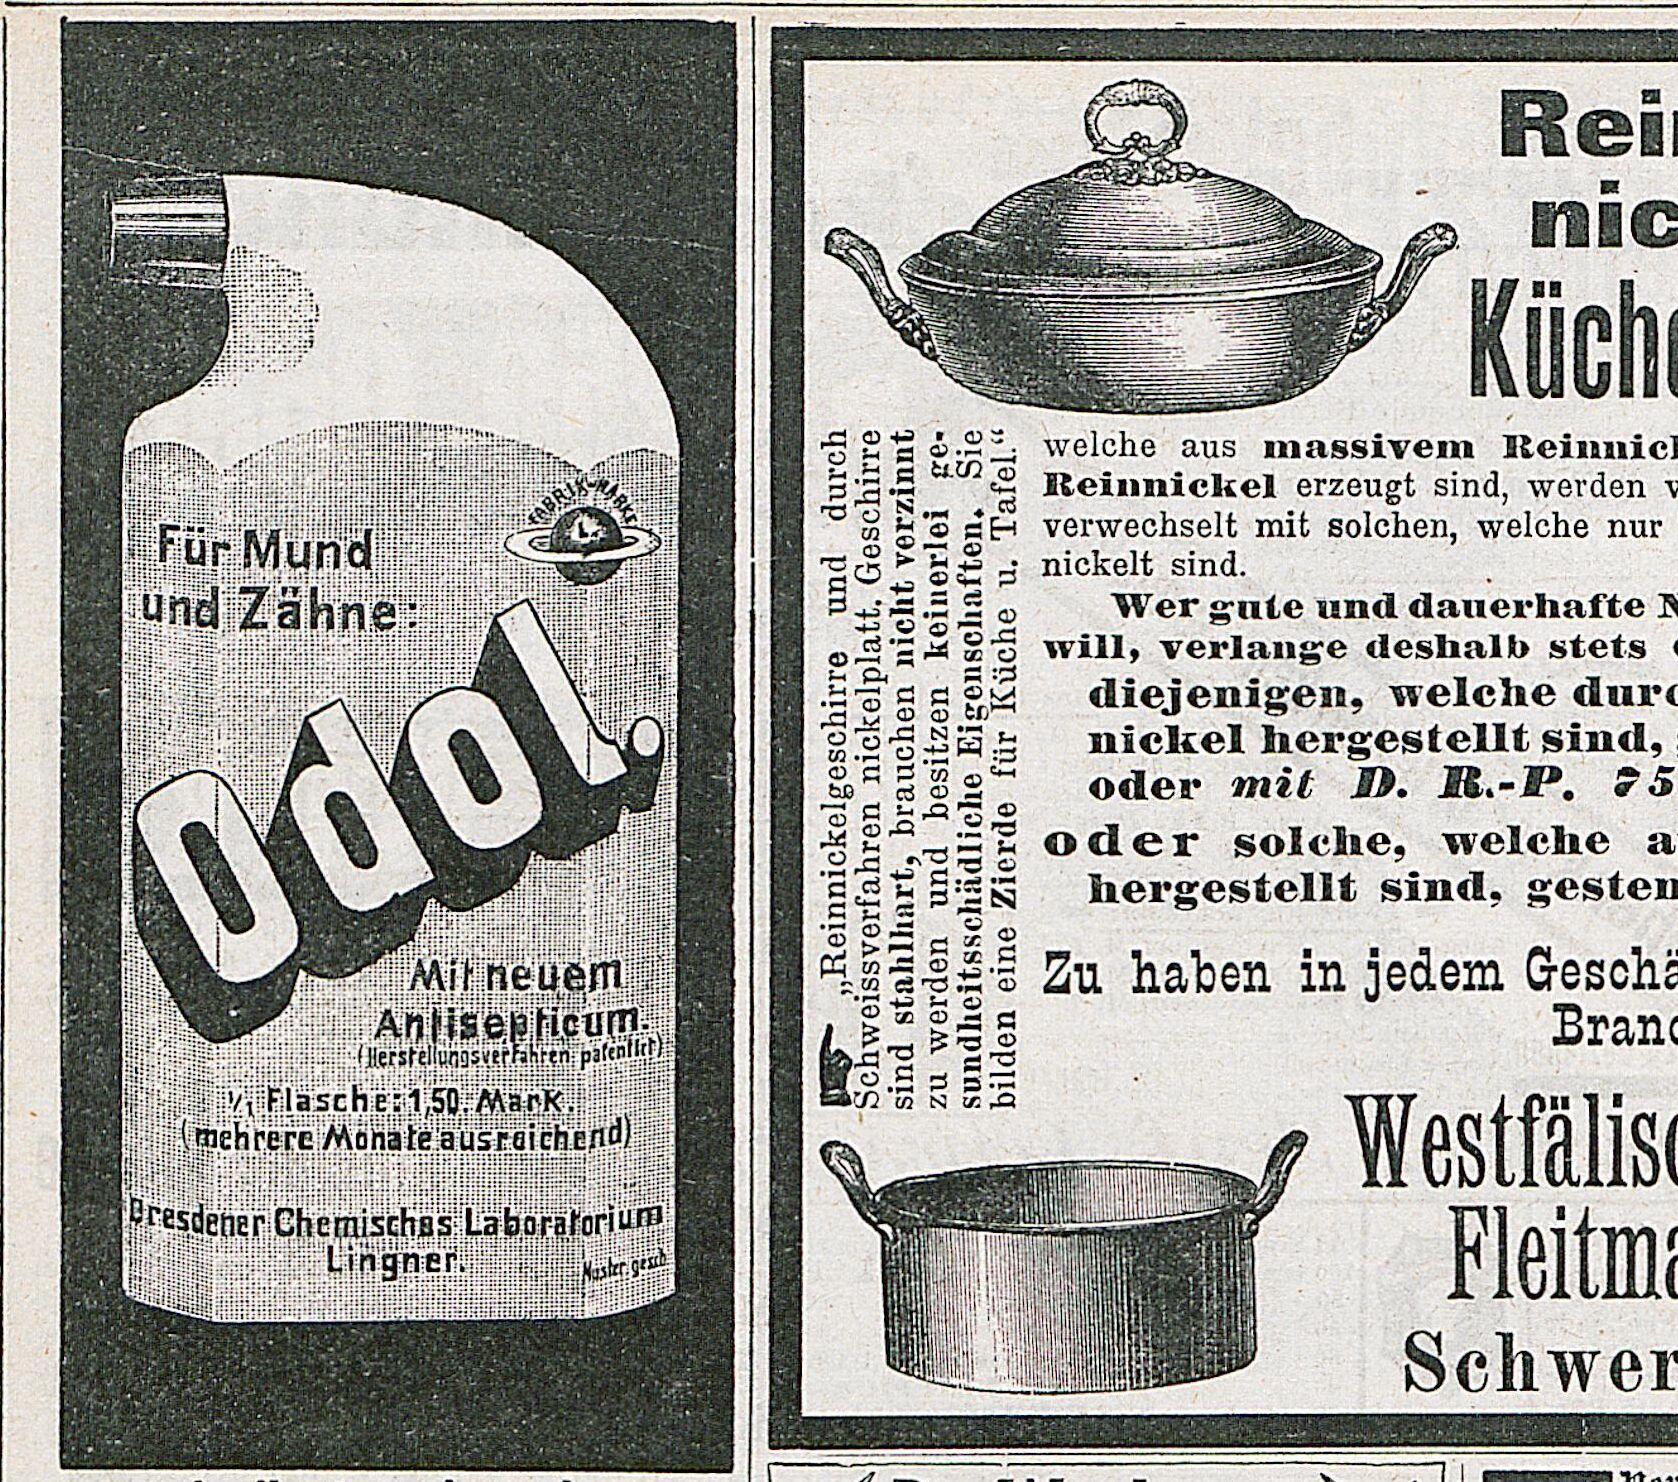 FABRIK-MARKE
L
Für Mund
und Zähne:
Odol.
Mit neuem
Antisepticum.
(Herstellungsverfahren patentirt)
1/1 Flasche: 1,50. Mark.
(mehrere Monate ausreichend)
Dresdener Chemisches Laboratorium
Lingner.
Muster gesch.
Rei
nic
Küche
„Reinnickelgeschirre und durch
Schweissverfahren nickelplatt. Geschirre
sind stahlhart, brauchen nicht verzinnt
zu werden und besitzen keinerlei ge-
sundheitsschädliche Eigenschaften. Sie
bilden eine Zierde für Küche u. Tafel.“
welche aus massivem Reinnick
Reinnickel erzeugt sind, werden v
verwechselt mit solchen, welche nur
nickelt sind.
Wer gute und dauerhafte N
will, verlange deshalb stets
diejenigen, welche durc
nickel hergestellt sind,
oder mit D. R.-P. 75
oder solche, welche a
hergestellt sind, gestem
Zu haben in jedem Geschä
Branc
Westfälisc
Fleitma
Schwer